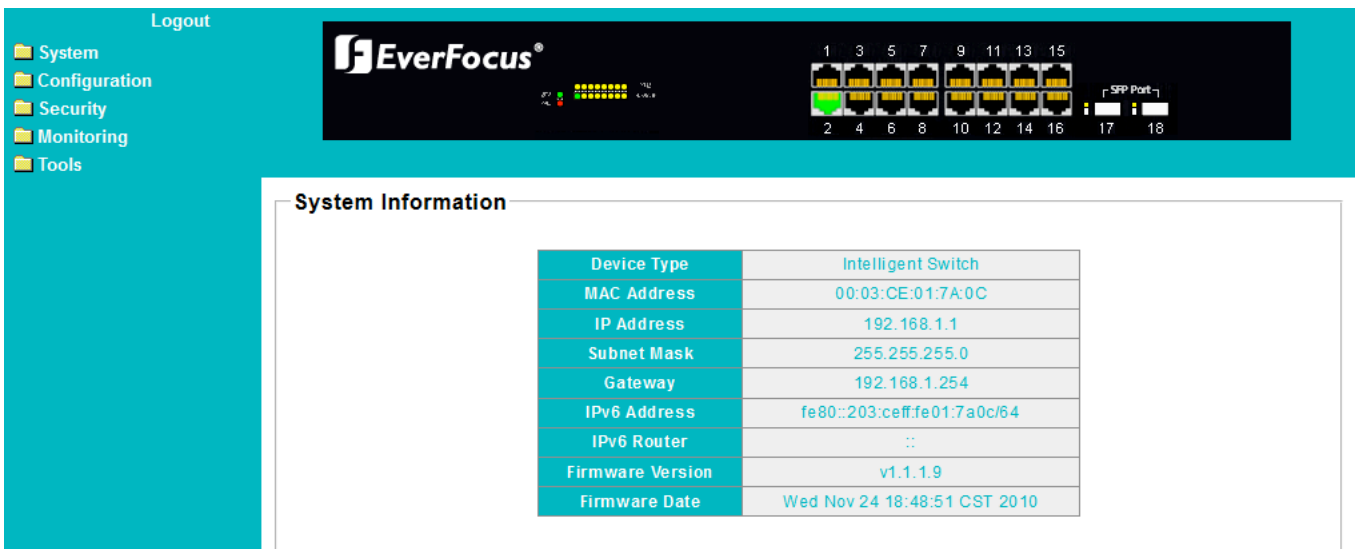 Logout
System
Configuration
Security
Monitoring
Tools
EverFocus®
1 3 5 7 9 11 13 15
SFP Port
2 4 6 8 10 12 14 16 17 18
System Information
Device Type Intelligent Switch
MAC Address 00:03:CE:01:7A:0C
IP Address 192.168.1.1
Subnet Mask 255.255.255.0
Gateway 192.168.1.254
IPv6 Address fe80::203:ceff:fe01:7a0c/64
IPv6 Router ::
Firmware Version v1.1.1.9
Firmware Date Wed Nov 24 18:48:51 CST 2010